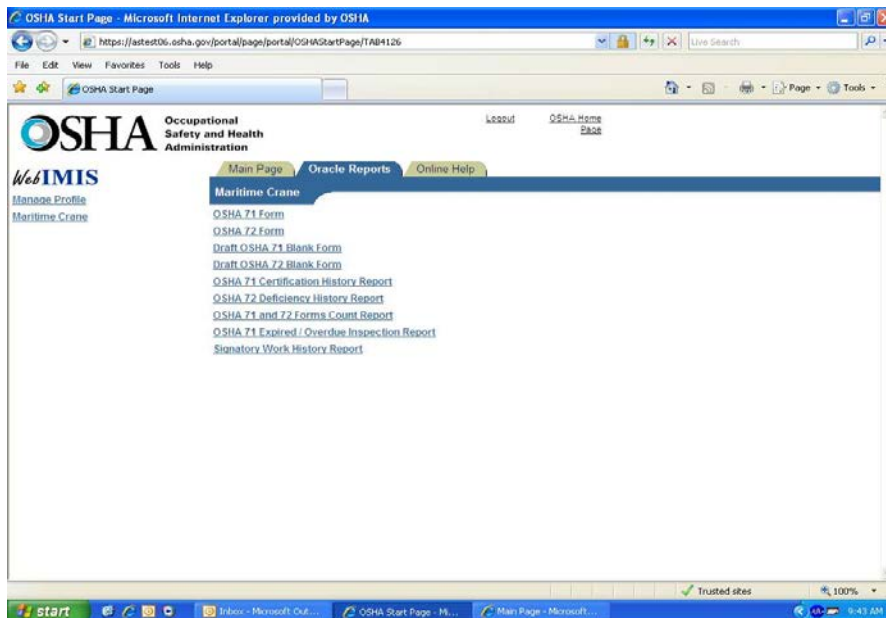 OSHA Start Page - Microsoft Internet Explorer provided by OSHA
https://astest06.osha.gov/portal/page/portal/OSHAStartPage/TAB4126
Live Search
File Edit View Favorites Tools Help
OSHA Start Page
Page Tools
OSHA
Occupational
Safety and Health
Administration
Logout
OSHA Home
Page
WebIMIS
Manage Profile
Maritime Crane
Main Page
Oracle Reports
Online Help
Maritime Crane
OSHA 71 Form
OSHA 72 Form
Draft OSHA 71 Blank Form
Draft OSHA 72 Blank Form
OSHA 71 Certification History Report
OSHA 72 Deficiency History Report
OSHA 71 and 72 Forms Count Report
OSHA 71 Expired / Overdue Inspection Report
Signatory Work History Report
Trusted sites
100%
start
Inbox - Microsoft Out...
OSHA Start Page - Mi...
Main Page - Microsoft...
9:43 AM